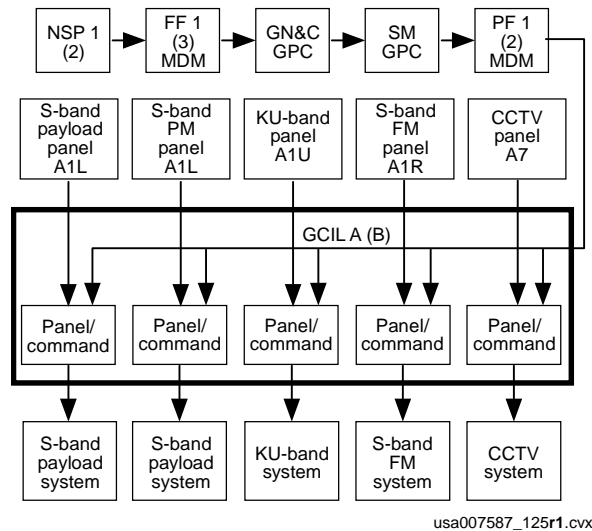 NSP 1
(2)
FF 1
(3)
MDM
GN&C
GPC
SM
GPC
PF 1
(2)
MDM
S-band
payload
panel
A1L
S-band
PM
panel
A1L
KU-band
panel
A1U
S-band
FM
panel
A1R
CCTV
panel
A7
GCIL A (B)
Panel/
command
Panel/
command
Panel/
command
Panel/
command
Panel/
command
S-band
payload
system
S-band
payload
system
KU-band
system
S-band
FM
system
CCTV
system
usa007587_125r1.cvx